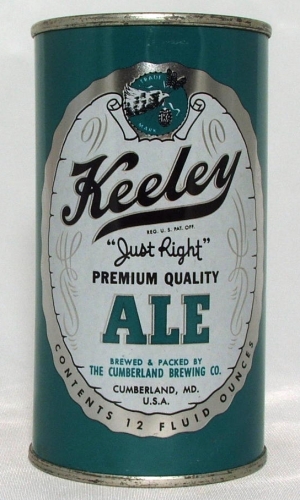 TRADE
MARK
Keeley
REG. U. S. PAT. OFF.
"Just Right"
PREMIUM QUALITY
ALE
BREWED & PACKED BY
THE CUMBERLAND BREWING CO.
CUMBERLAND, MD.
U.S.A.
CONTENTS 12 FLUID OUNCES